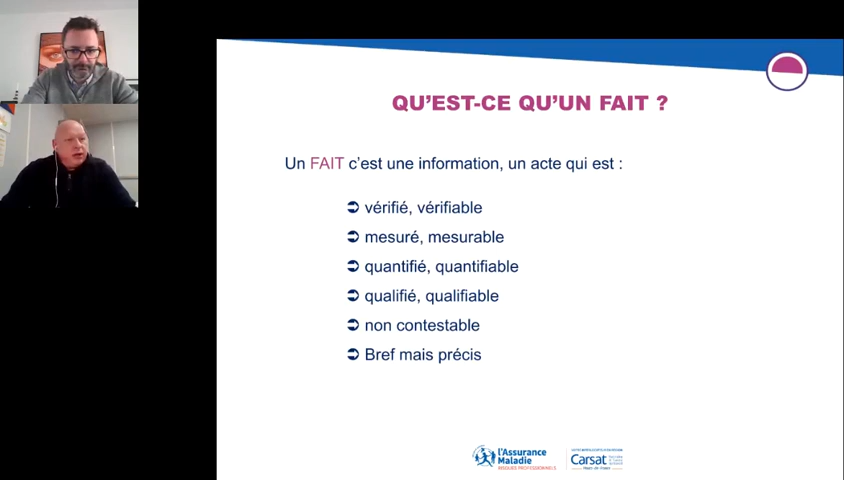 QU'EST-CE QU'UN FAIT ?
Un FAIT c'est une information, un acte qui est :
➲ vérifié, vérifiable
➲ mesuré, mesurable
➲ quantifié, quantifiable
➲ qualifié, qualifiable
➲ non contestable
➲ Bref mais précis
l'Assurance
Maladie
RISQUES PROFESSIONNELS
Carsat